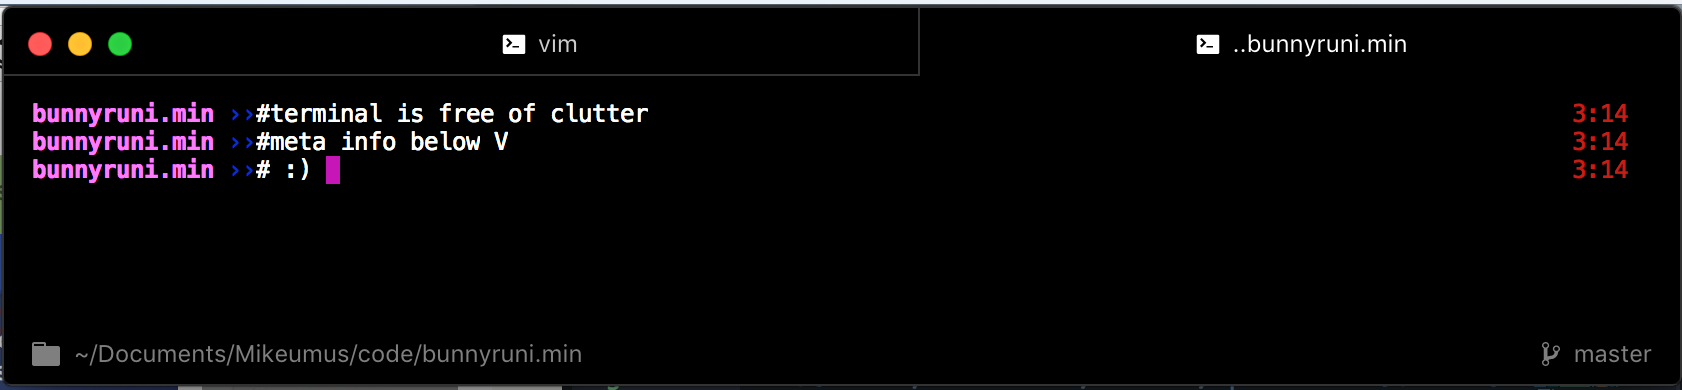 vim
..bunnyruni.min
bunnyruni.min ››#terminal is free of clutter 3:14
bunnyruni.min ››#meta info below V 3:14
bunnyruni.min ››# :) 3:14
~/Documents/Mikeumus/code/bunnyruni.min
master